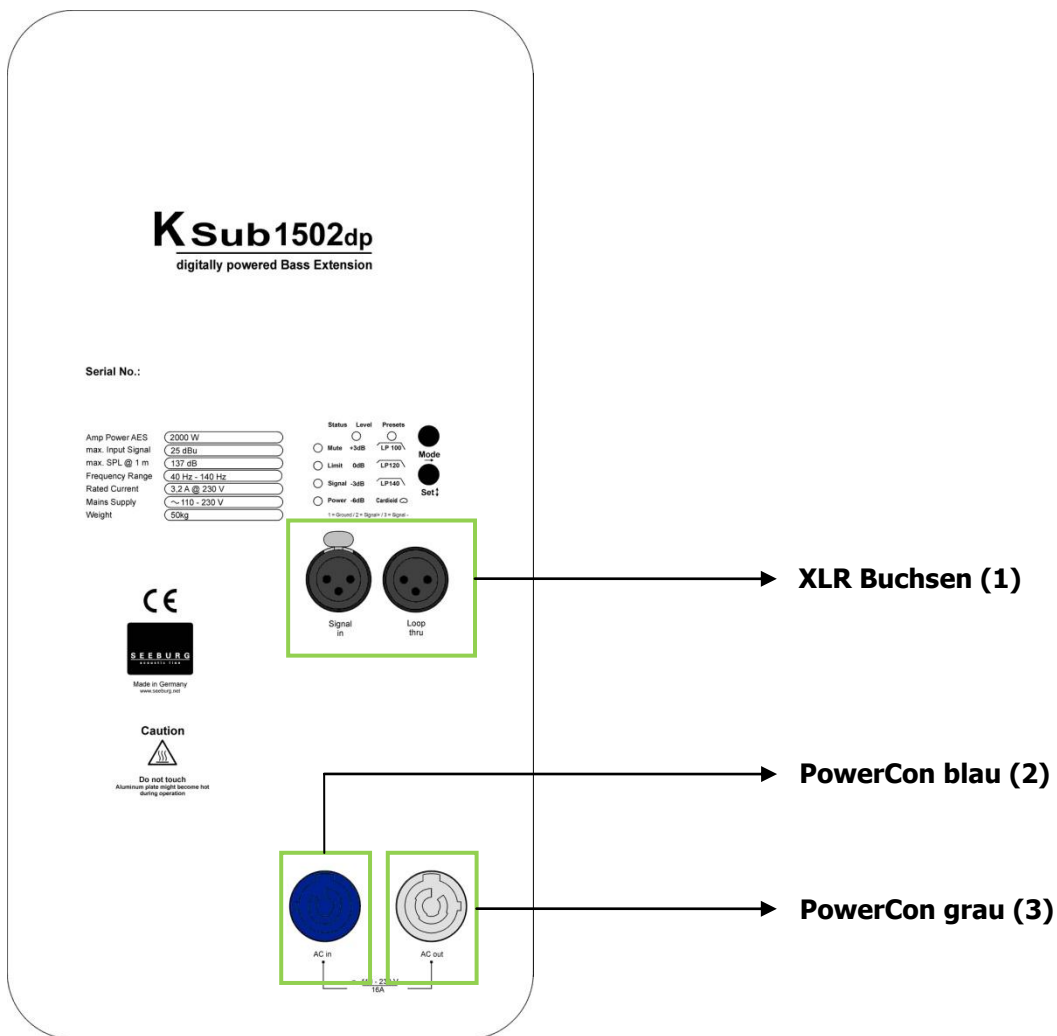 K Sub1502dp
digitally powered Bass Extension
Serial No.:
Amp Power AES 2000 W
max. Input Signal 25 dBu
max. SPL @ 1 m 137 dB
Frequency Range 40 Hz - 140 Hz
Rated Current 3,2 A @ 230 V
Mains Supply ~ 110 - 230 V
Weight 50kg
Status Level Presets
Mute +3dB LP 100
Limit 0dB LP120
Signal -3dB LP140
Power -6dB Cardioid
Mode
Set
1 = Ground / 2 = Signal+ / 3 = Signal -
Signal
in
Loop
thru
XLR Buchsen (1)
CE
SEEBURG
acoustic line
Made in Germany
www.seeburg.net
Caution
Do not touch
Aluminum plate might become hot
during operation
PowerCon blau (2)
PowerCon grau (3)
AC in
AC out
16A